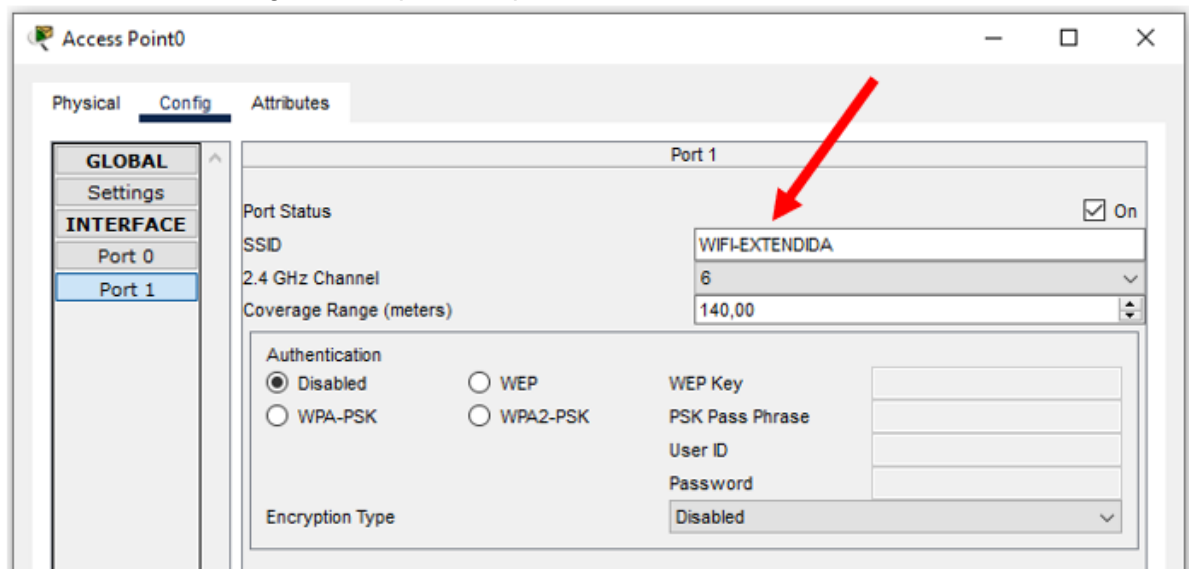 Access Point0
Physical Config Attributes
GLOBAL
Settings
INTERFACE
Port 0
Port 1
Port 1
Port Status On
SSID WIFI-EXTENDIDA
2.4 GHz Channel 6
Coverage Range (meters) 140,00
Authentication
Disabled WEP WEP Key
WPA-PSK WPA2-PSK PSK Pass Phrase
User ID
Password
Encryption Type Disabled